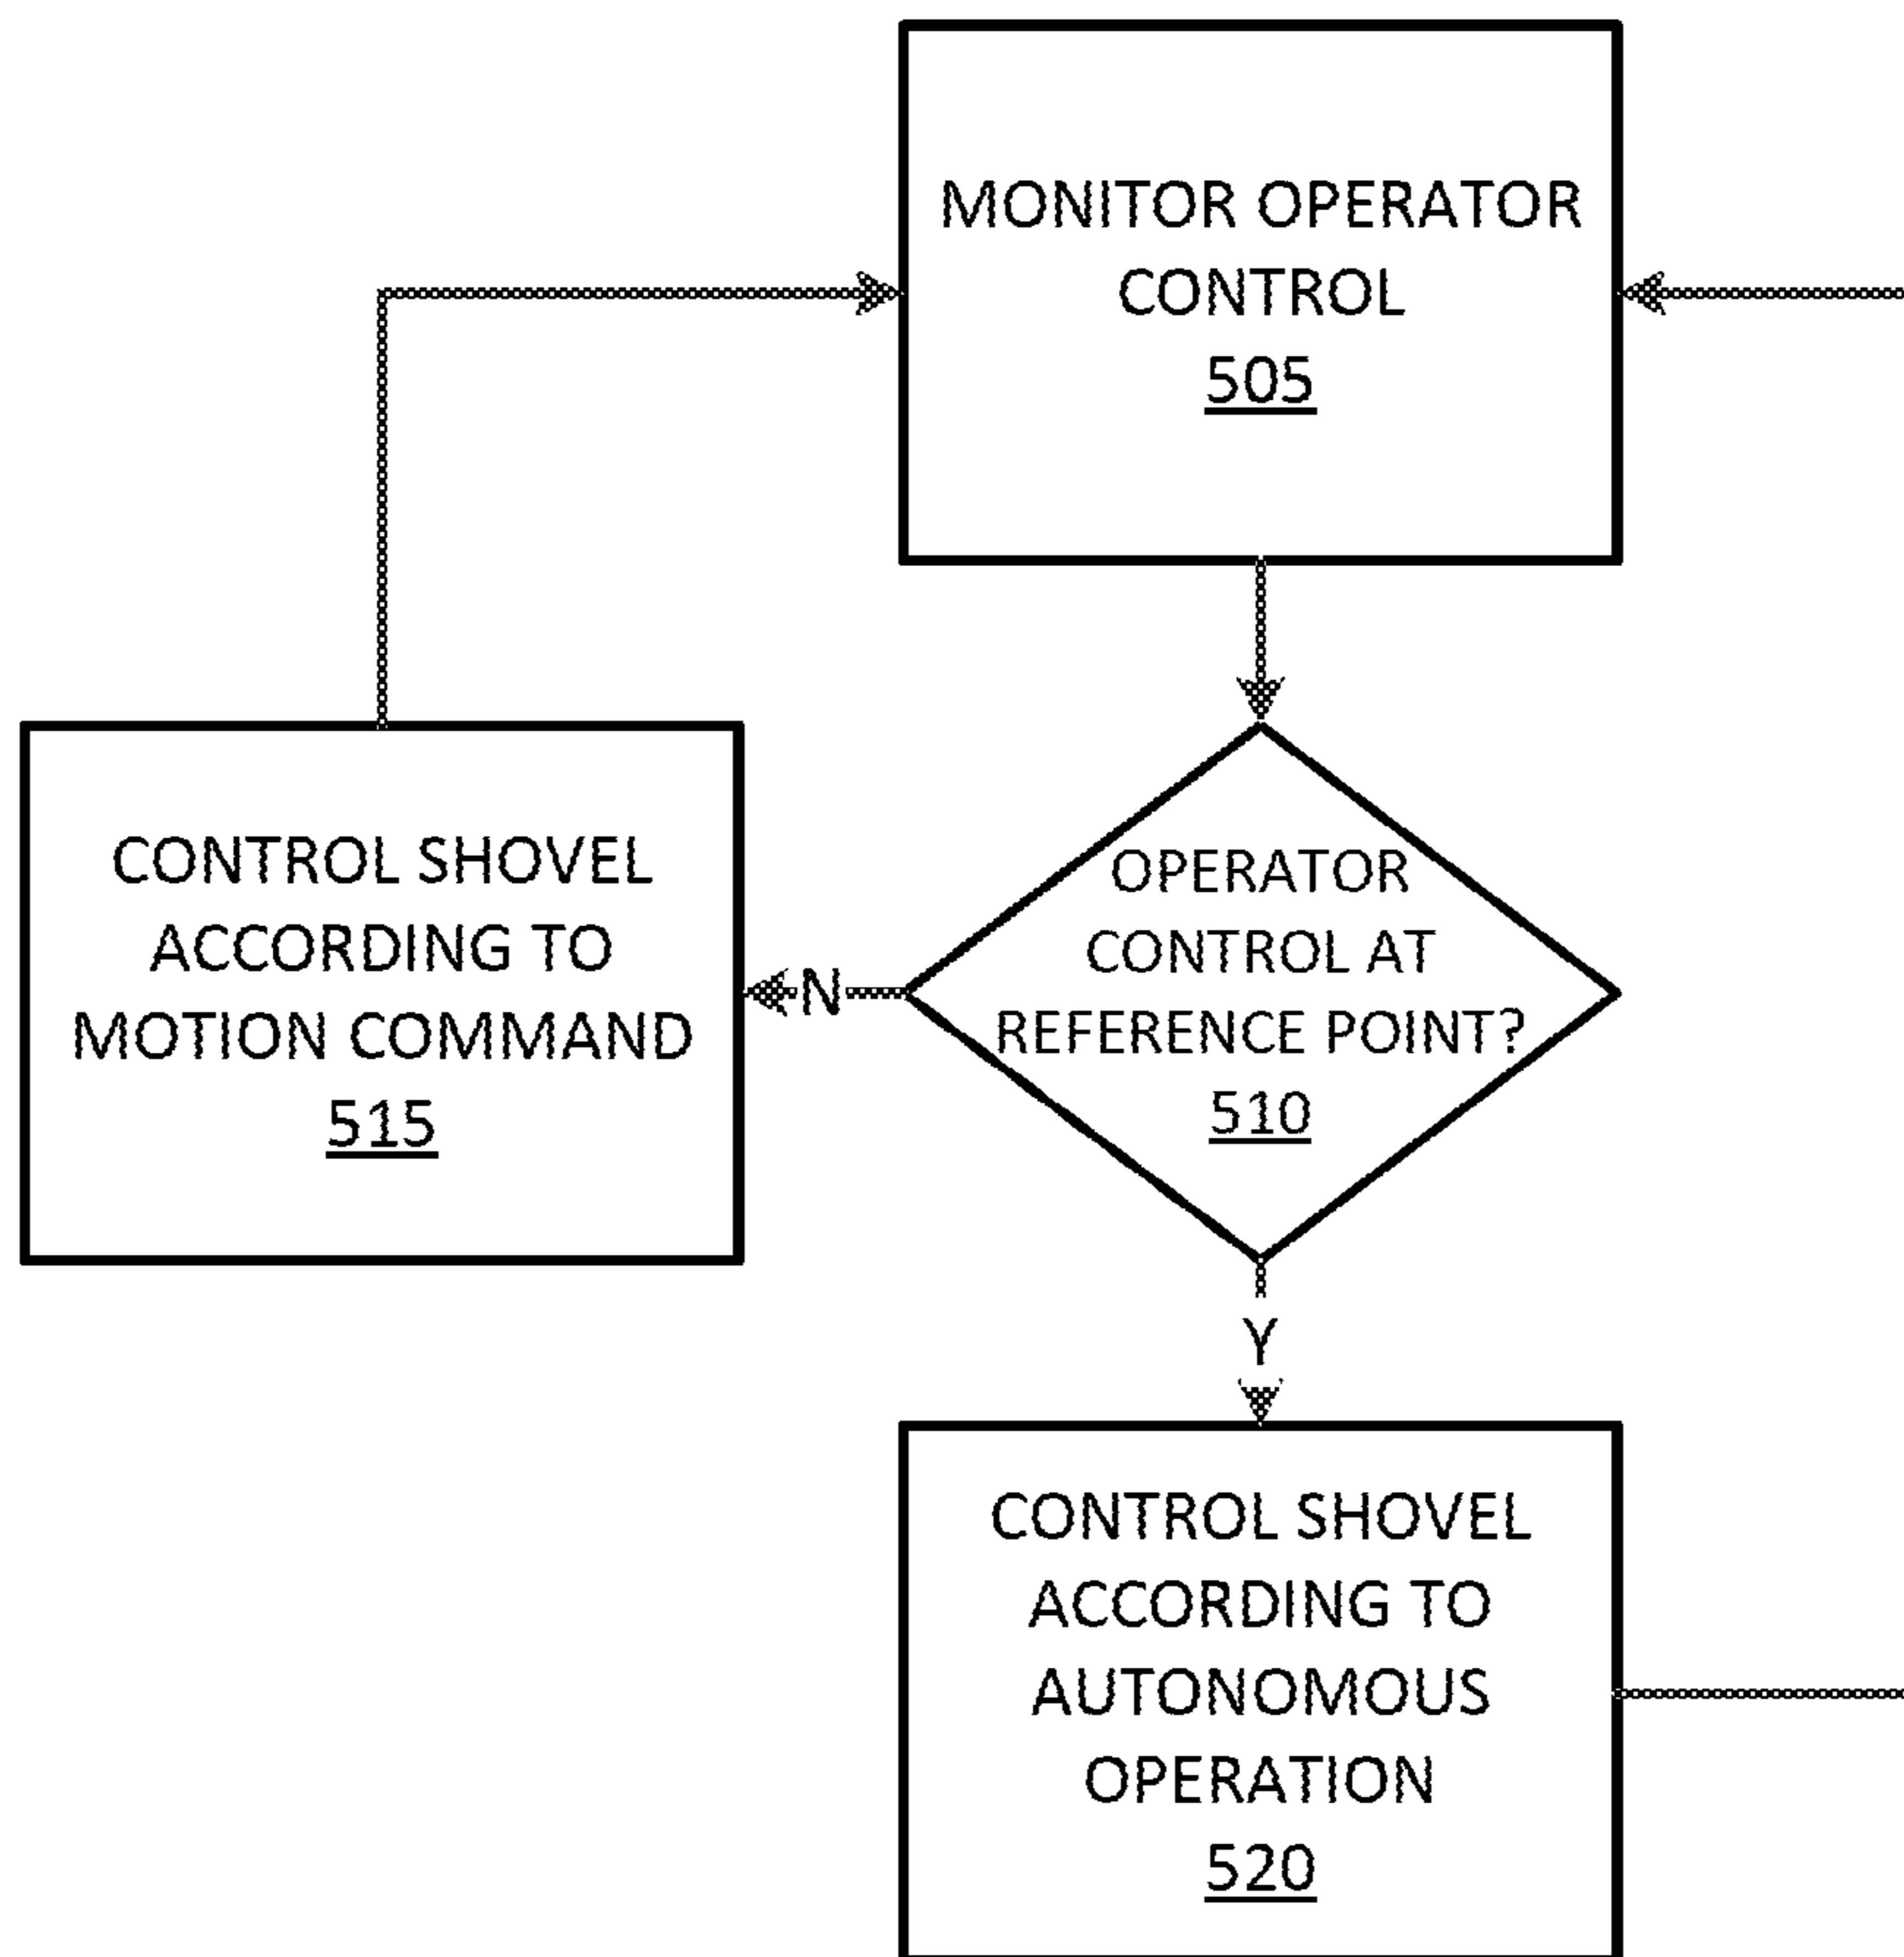 MONITOR OPERATOR
CONTROL
505
OPERATOR
CONTROL AT
REFERENCE POINT?
510
N
CONTROL SHOVEL
ACCORDING TO
MOTION COMMAND
515
Y
CONTROL SHOVEL
ACCORDING TO
AUTONOMOUS
OPERATION
520